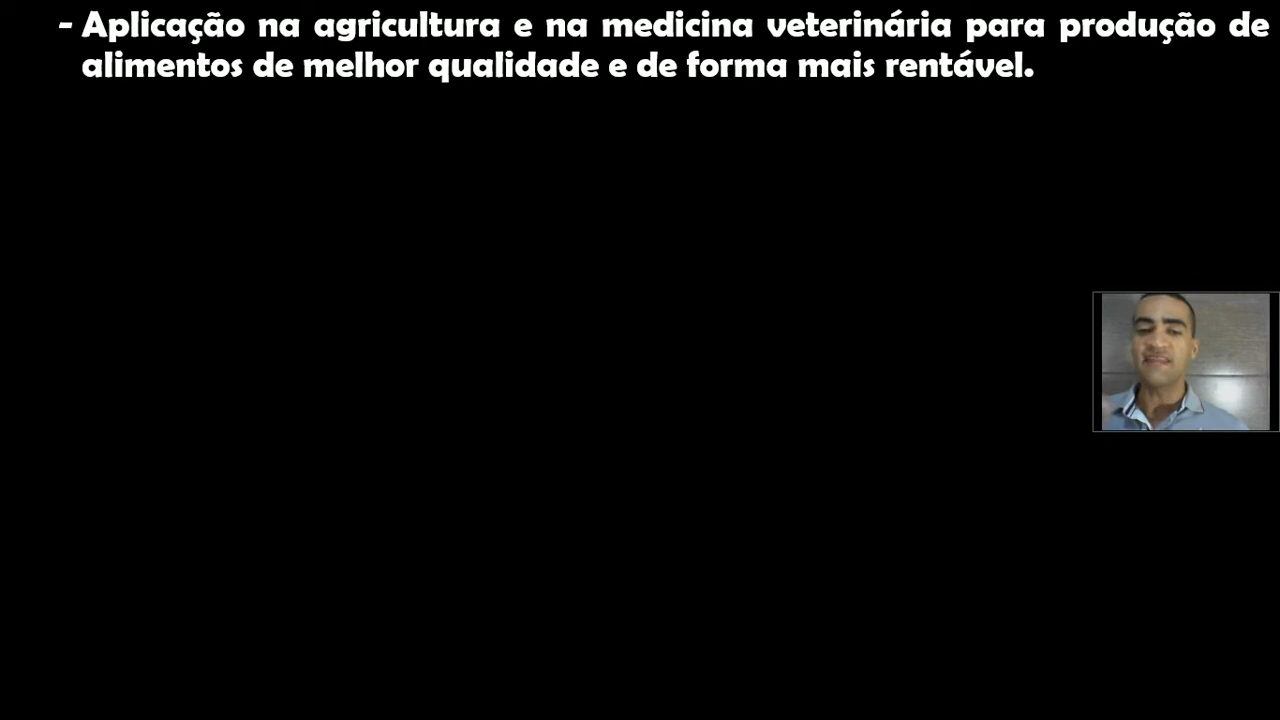 - Aplicação na agricultura e na medicina veterinária para produção de
alimentos de melhor qualidade e de forma mais rentável.